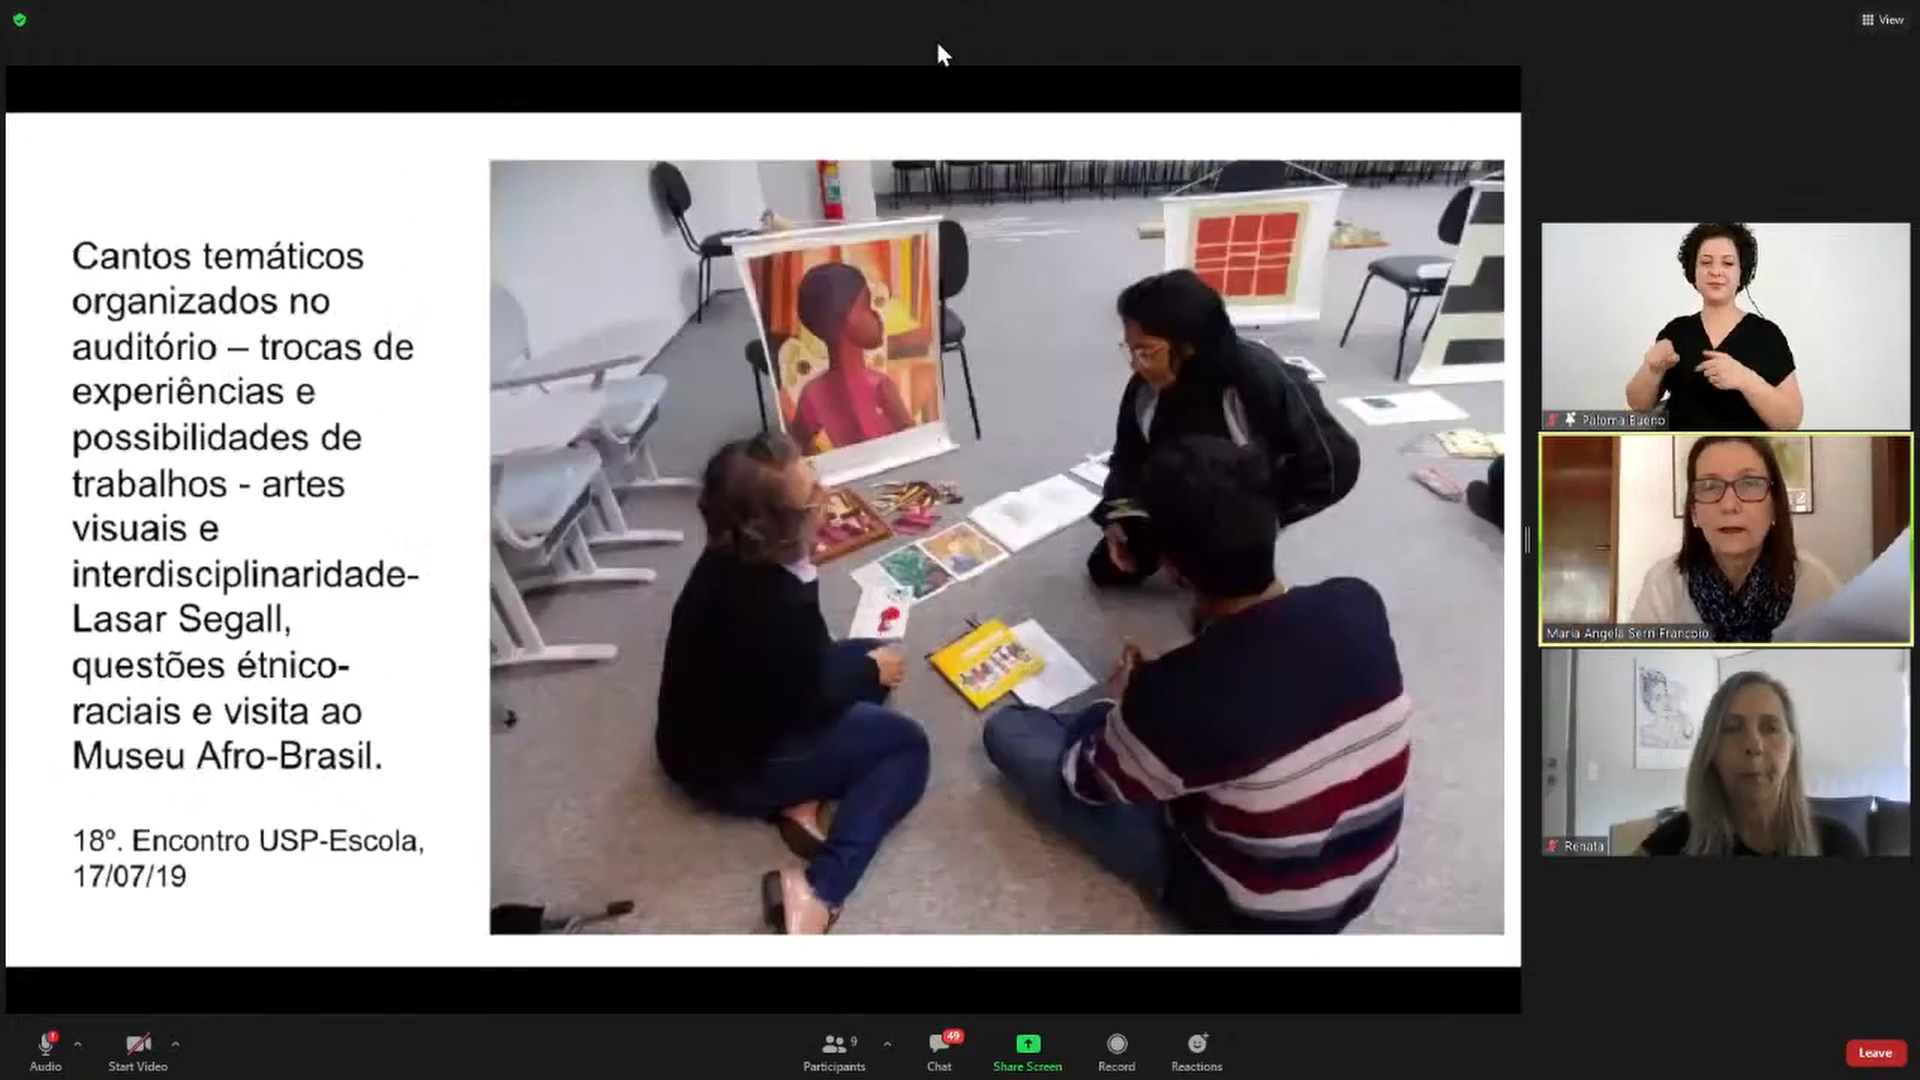 View
Cantos temáticos
organizados no
auditório – trocas de
experiências e
possibilidades de
trabalhos - artes
visuais e
interdisciplinaridade-
Lasar Segall,
questões étnico-
raciais e visita ao
Museu Afro-Brasil.
18º. Encontro USP-Escola,
17/07/19
Paloma Bueno
Maria Angela Serri Francoio
Renata
Audio
Start Video
Participants 9
Chat 49
Share Screen
Record
Reactions
Leave